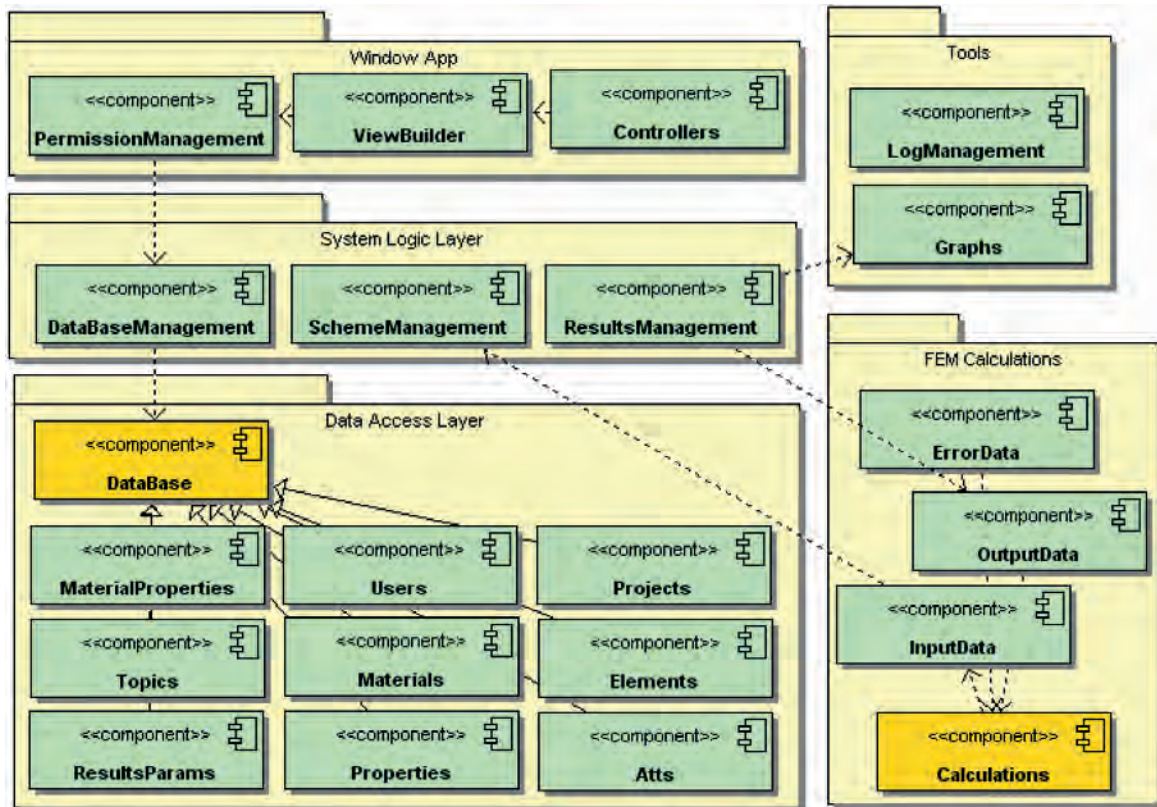 Window App
<<component>>
PermissionManagement
<<component>>
ViewBuilder
<<component>>
Controllers
System Logic Layer
<<component>>
DataBaseManagement
<<component>>
SchemeManagement
<<component>>
ResultsManagement
Data Access Layer
<<component>>
DataBase
<<component>>
MaterialProperties
<<component>>
Users
<<component>>
Projects
<<component>>
Topics
<<component>>
Materials
<<component>>
Elements
<<component>>
ResultsParams
<<component>>
Properties
<<component>>
Atts
Tools
<<component>>
LogManagement
<<component>>
Graphs
FEM Calculations
<<component>>
ErrorData
<<component>>
OutputData
<<component>>
InputData
<<component>>
Calculations